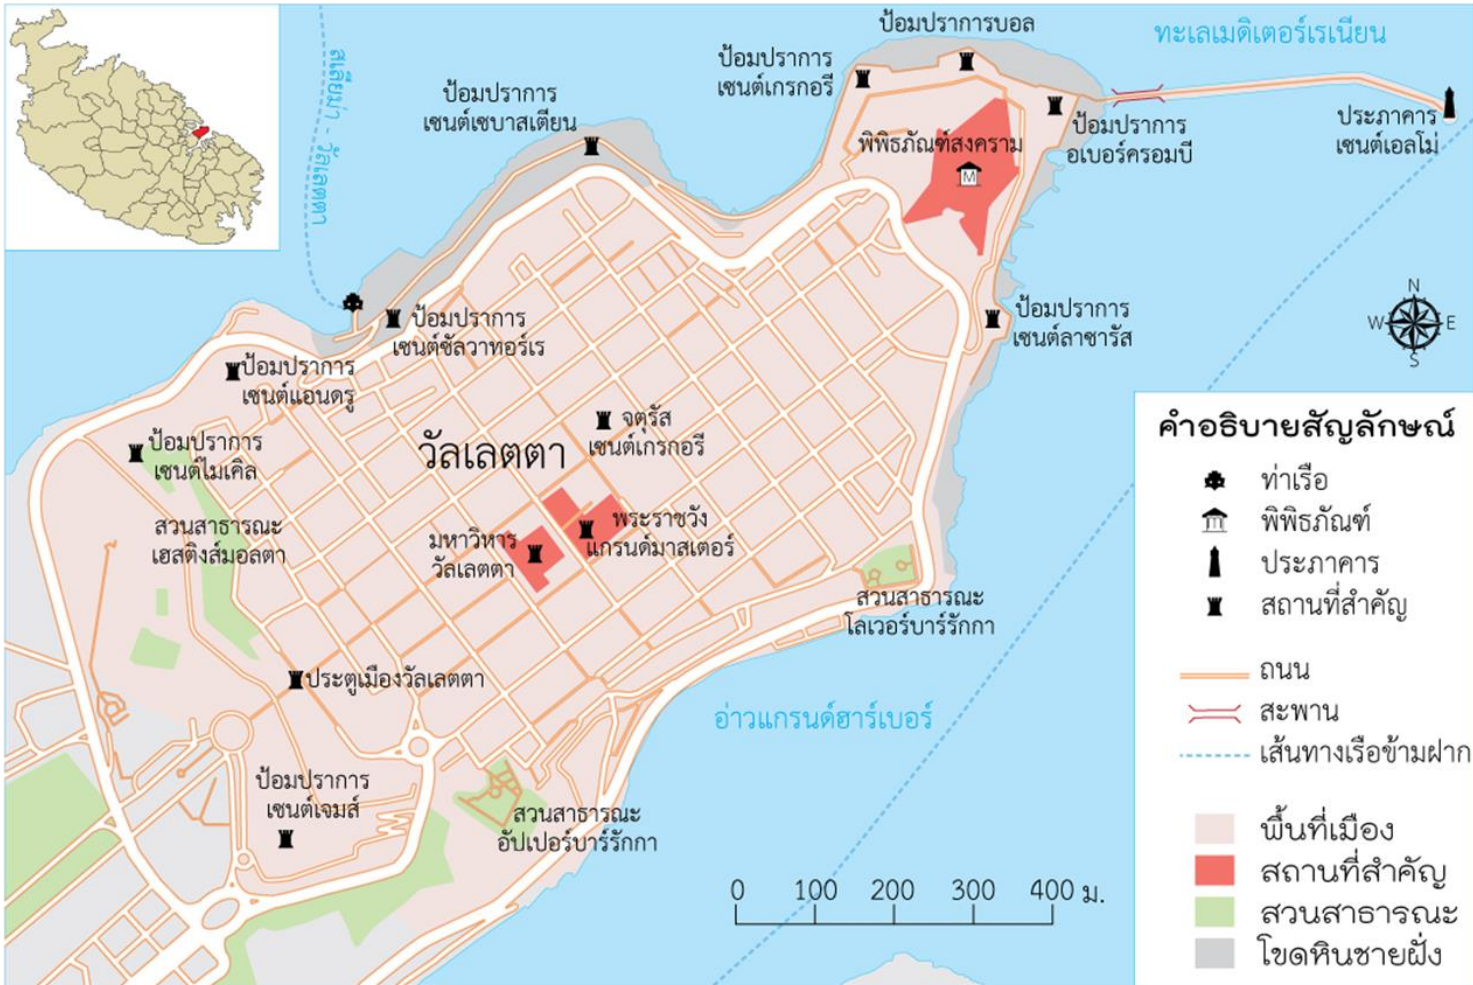 ป้อมปราการบอล
ทะเลเมดิเตอร์เรเนียน
ป้อมปราการ
เซนต์เกรกอรี
สเลียมา - วัลเลตตา
ป้อมปราการ
เซนต์เซบาสเตียน
ประภาคาร
เซนต์เอลโม่
ป้อมปราการ
อเบอร์ครอมบี
พิพิธภัณฑ์สงคราม
M
ป้อมปราการ
เซนต์ซัลวาทอร์เร
ป้อมปราการ
เซนต์ลาซารัส
N
W
E
S
ป้อมปราการ
เซนต์แอนดรู
จตุรัส
เซนต์เกรกอรี
วัลเลตตา
ป้อมปราการ
เซนต์ไมเคิล
สวนสาธารณะ
เฮสติงส์มอลตา
พระราชวัง
แกรนด์มาสเตอร์
มหาวิหาร
วัลเลตตา
สวนสาธารณะ
โลเวอร์บาร์รักกา
ประตูเมืองวัลเลตตา
อ่าวแกรนด์ฮาร์เบอร์
ป้อมปราการ
เซนต์เจมส์
สวนสาธารณะ
อัปเปอร์บาร์รักกา
0 100 200 300 400 ม.
คำอธิบายสัญลักษณ์
ท่าเรือ
พิพิธภัณฑ์
ประภาคาร
สถานที่สำคัญ
ถนน
สะพาน
เส้นทางเรือข้ามฝาก
พื้นที่เมือง
สถานที่สำคัญ
สวนสาธารณะ
โขดหินชายฝั่ง